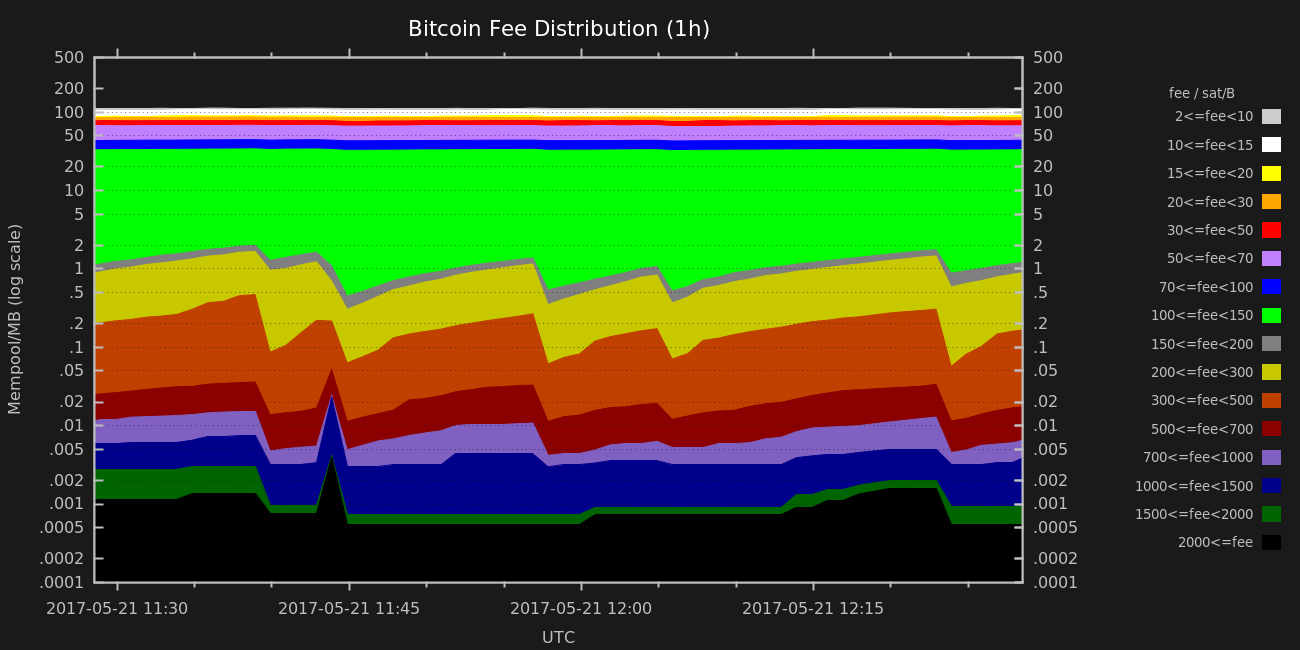 Bitcoin Fee Distribution (1h)
500
200
100
50
20
10
5
2
1
.5
.2
.1
.05
.02
.01
.005
.002
.001
.0005
.0002
.0001
Mempool/MB (log scale)
500
200
100
50
20
10
5
2
1
.5
.2
.1
.05
.02
.01
.005
.002
.001
.0005
.0002
.0001
2017-05-21 11:30
2017-05-21 11:45
2017-05-21 12:00
2017-05-21 12:15
UTC
fee / sat/B
2<=fee<10
10<=fee<15
15<=fee<20
20<=fee<30
30<=fee<50
50<=fee<70
70<=fee<100
100<=fee<150
150<=fee<200
200<=fee<300
300<=fee<500
500<=fee<700
700<=fee<1000
1000<=fee<1500
1500<=fee<2000
2000<=fee